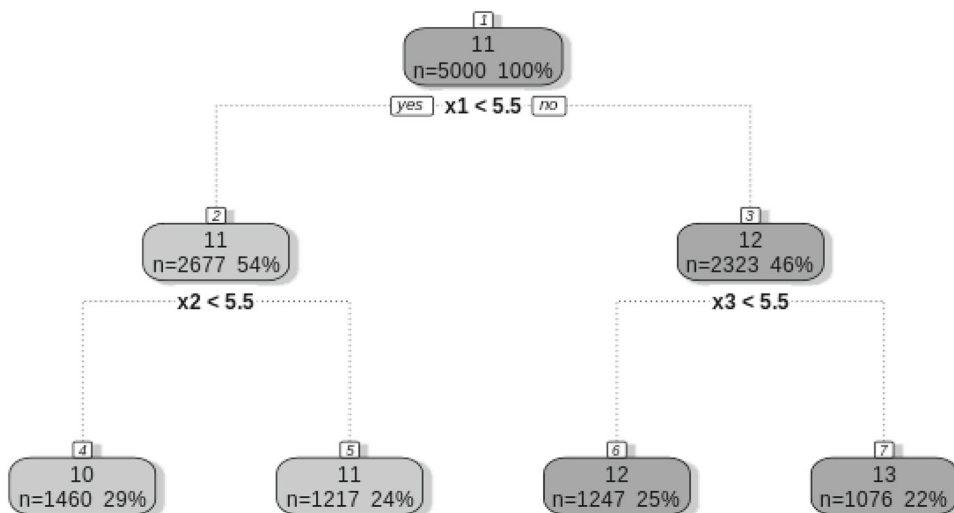 1
11
n=5000 100%
yes x1 < 5.5 no
2
11
n=2677 54%
3
12
n=2323 46%
x2 < 5.5
x3 < 5.5
4
10
n=1460 29%
5
11
n=1217 24%
6
12
n=1247 25%
7
13
n=1076 22%